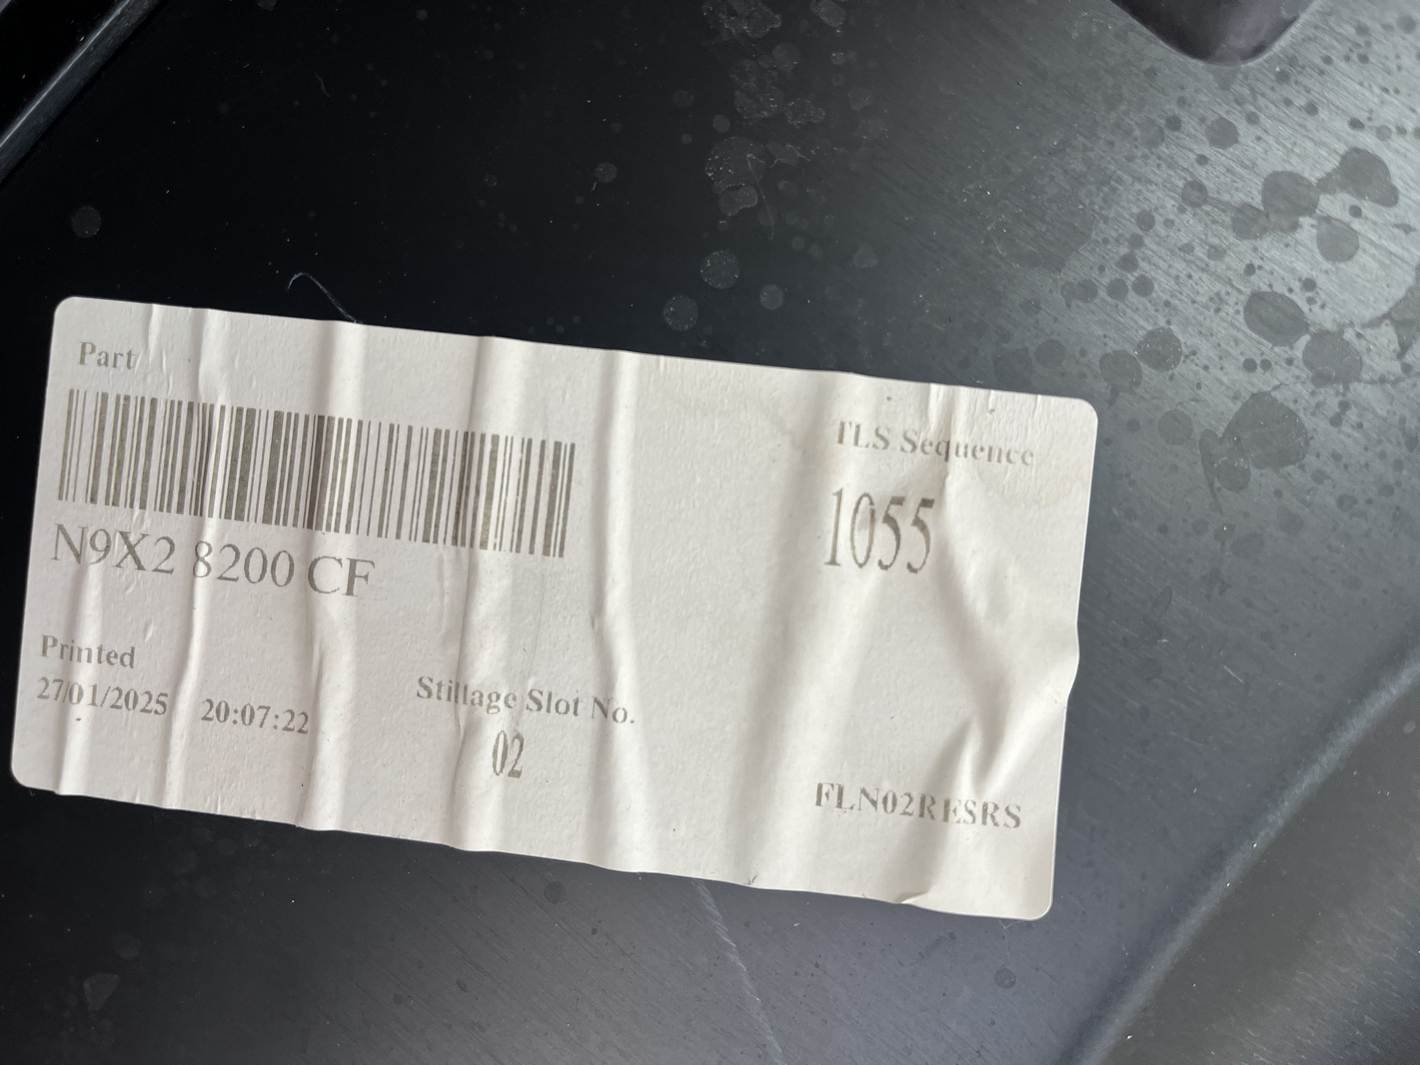 Part
TLS Sequence
N9X2 8200 CF
1055
Printed
27/01/2025 20:07:22
Stillage Slot No.
02
FLN02RESRS